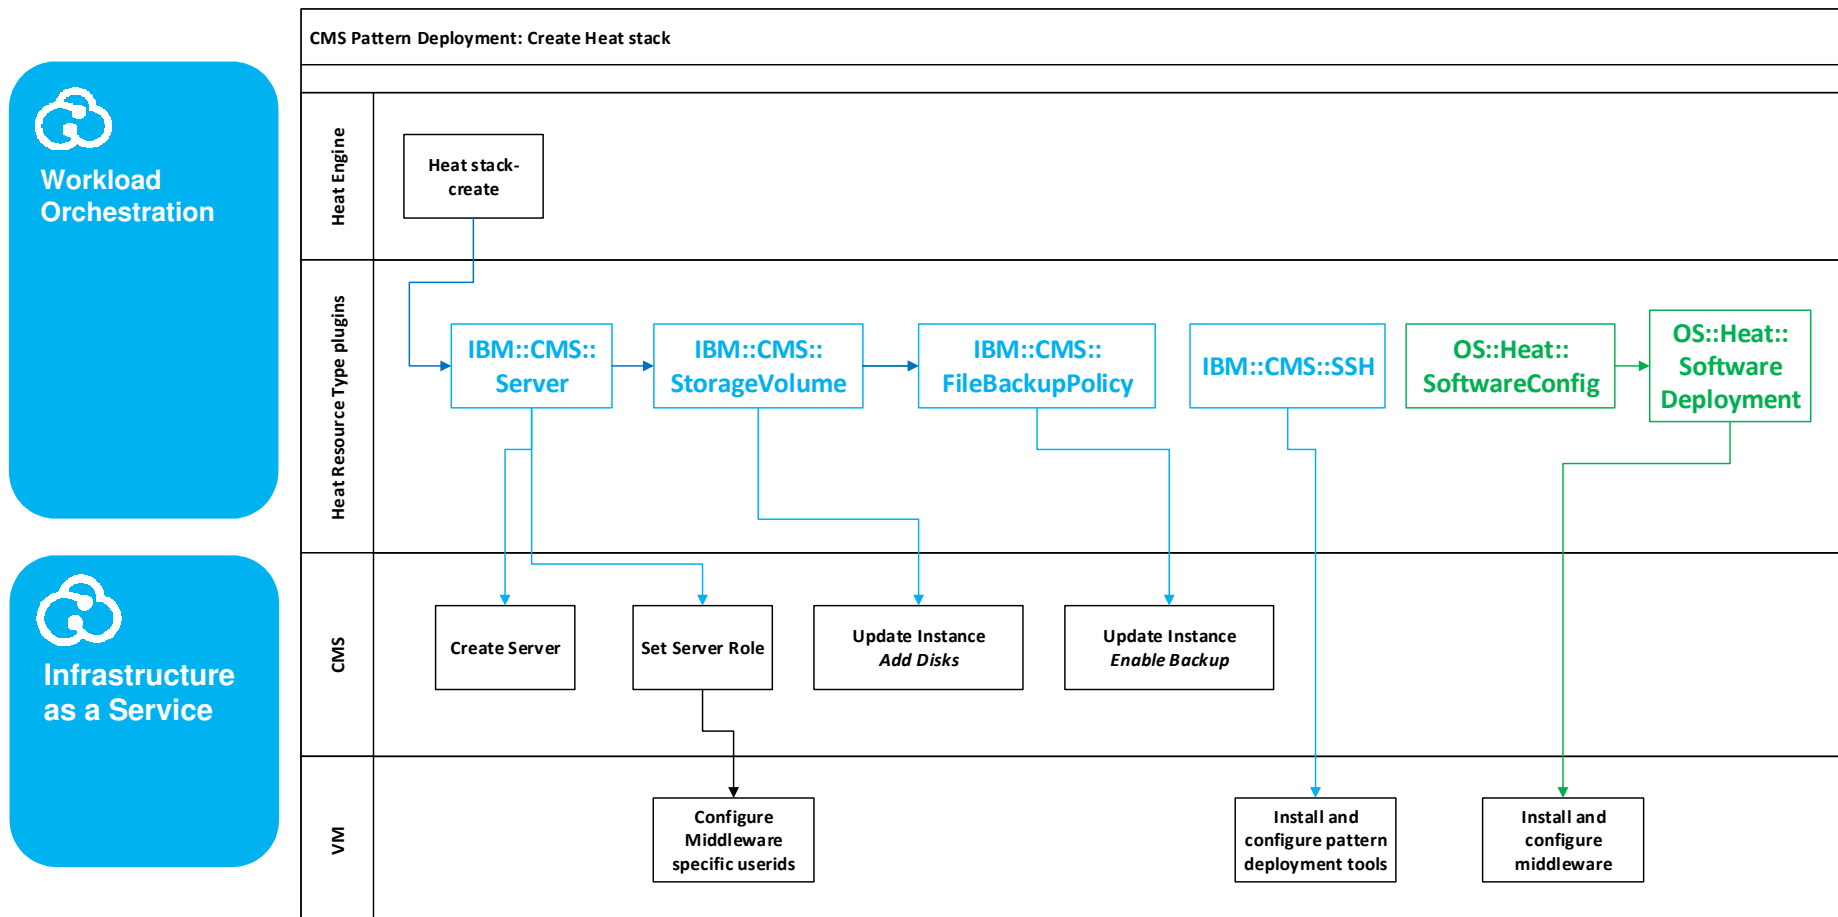 CMS Pattern Deployment: Create Heat stack
Workload
Orchestration
Heat Engine
Heat stack-
create
Heat Resource Type plugins
IBM::CMS::
Server
IBM::CMS::
StorageVolume
IBM::CMS::
FileBackupPolicy
IBM::CMS::SSH
OS::Heat::
SoftwareConfig
OS::Heat::
Software
Deployment
Infrastructure
as a Service
CMS
Create Server
Set Server Role
Update Instance
Add Disks
Update Instance
Enable Backup
VM
Configure
Middleware
specific userids
Install and
configure pattern
deployment tools
Install and
configure
middleware